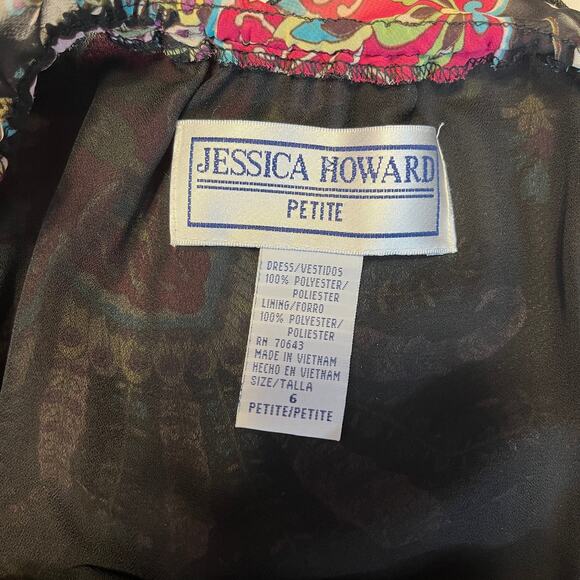 JESSICA HOWARD
PETITE
DRESS/VESTIDOS
100% POLYESTER/
POLIESTER
LINING/FORRO
100% POLYESTER/
POLIESTER
RN 70643
MADE IN VIETNAM
HECHO EN VIETNAM
SIZE/TALLA
6
PETITE/PETITE